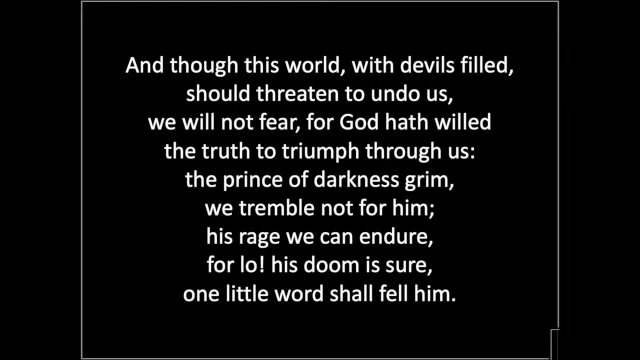 And though this world, with devils filled,
should threaten to undo us,
we will not fear, for God hath willed
the truth to triumph through us:
the prince of darkness grim,
we tremble not for him;
his rage we can endure,
for lo! his doom is sure,
one little word shall fell him.